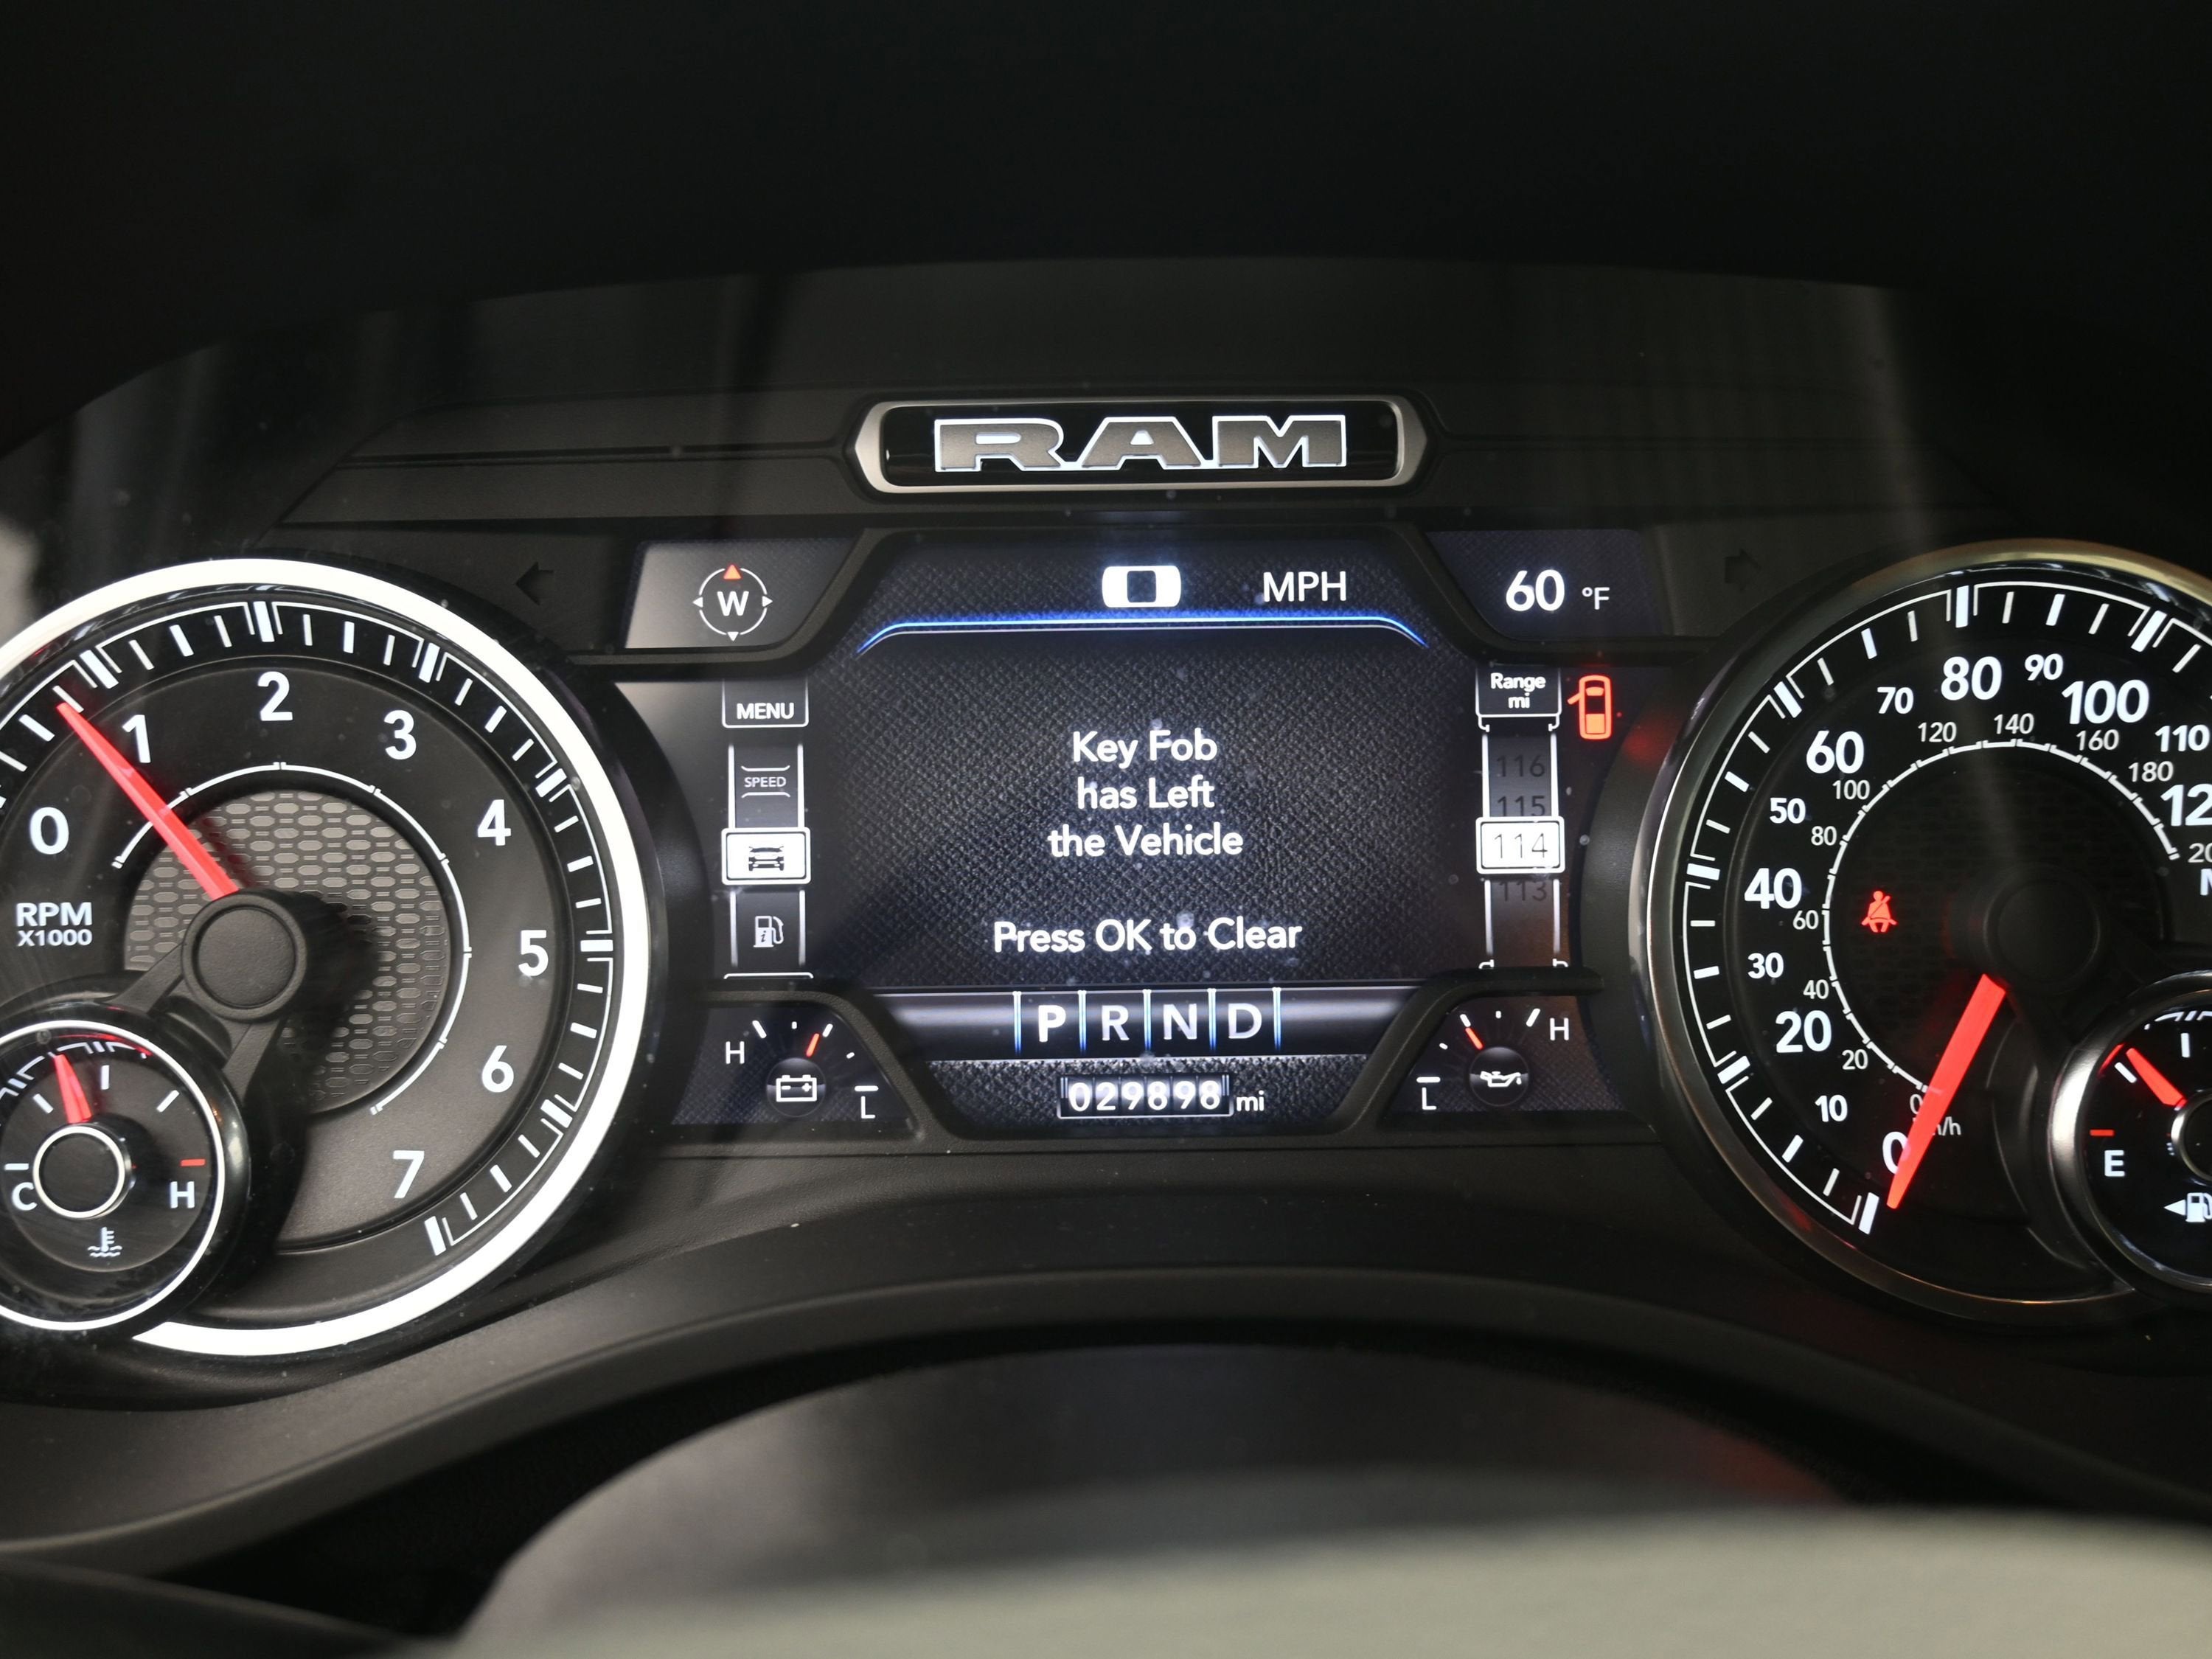 RAM
W
0 MPH
60 °F
MENU
SPEED
Key Fob
has Left
the Vehicle
Press OK to Clear
Range
mi
116
115
114
113
P R N D
029898 mi
H
L
L
H
0
1
2
3
4
5
6
7
RPM
X1000
C
H
0
10
20
30
40
50
60
70
80
90
100
110
20
40
60
80
100
120
140
160
180
E